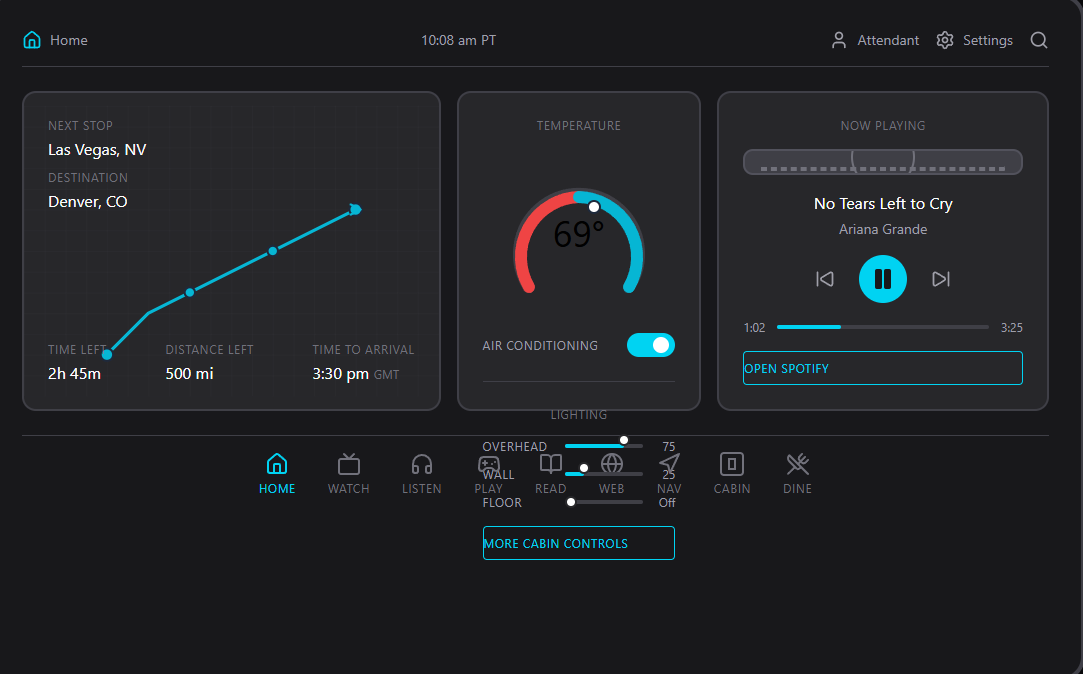 Home
10:08 am PT
Attendant
Settings
NEXT STOP
Las Vegas, NV
DESTINATION
Denver, CO
TIME LEFT
2h 45m
DISTANCE LEFT
500 mi
TIME TO ARRIVAL
3:30 pm GMT
TEMPERATURE
69°
AIR CONDITIONING
LIGHTING
OVERHEAD 75
WALL 25
FLOOR Off
MORE CABIN CONTROLS
NOW PLAYING
No Tears Left to Cry
Ariana Grande
1:02 3:25
OPEN SPOTIFY
HOME
WATCH
LISTEN
PLAY
READ
WEB
NAV
CABIN
DINE